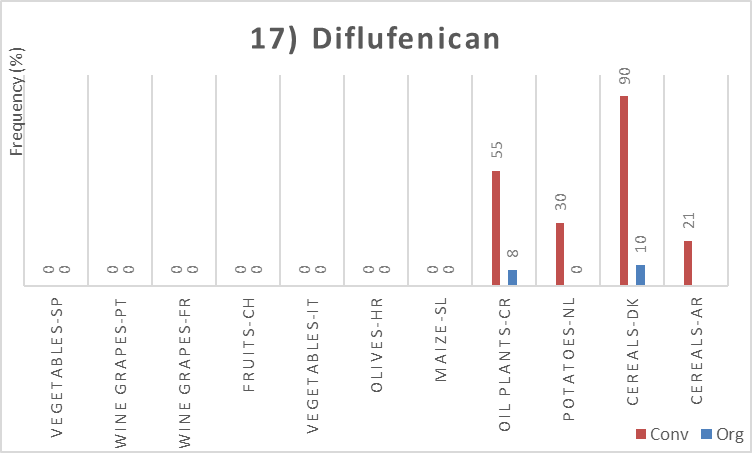 17) Diflufenican
Frequency (%)
0 0 0 0 0 0 0 0 0 0 0 0 0 0 55 8 30 0 90 10 21
VEGETABLES-SP
WINE GRAPES-PT
WINE GRAPES-FR
FRUITS-CH
VEGETABLES-IT
OLIVES-HR
MAIZE-SL
OIL PLANTS-CR
POTATOES-NL
CEREALS-DK
CEREALS-AR
Conv Org